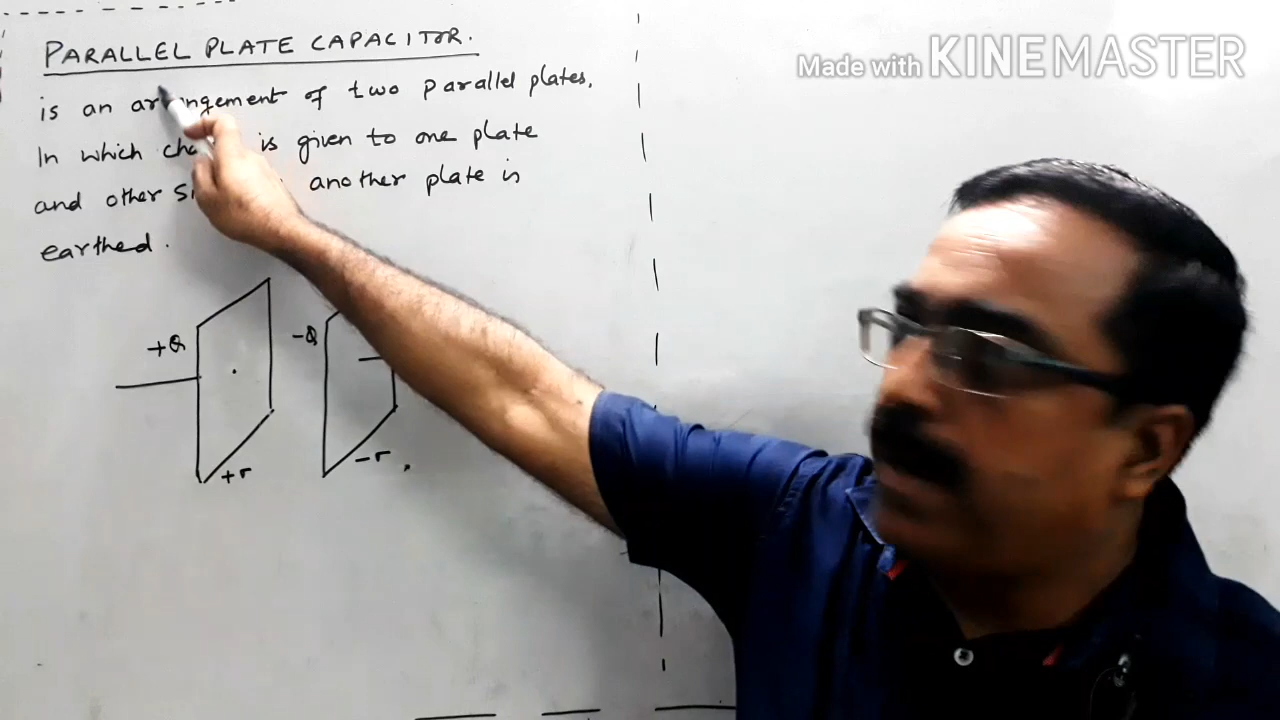 Made with KINEMASTER
PARALLEL PLATE CAPACITOR.
is an arrangement of two parallel plates.
In which is given to one plate
and other another plate is
earthed.
+Q
-Q
+σ
-σ